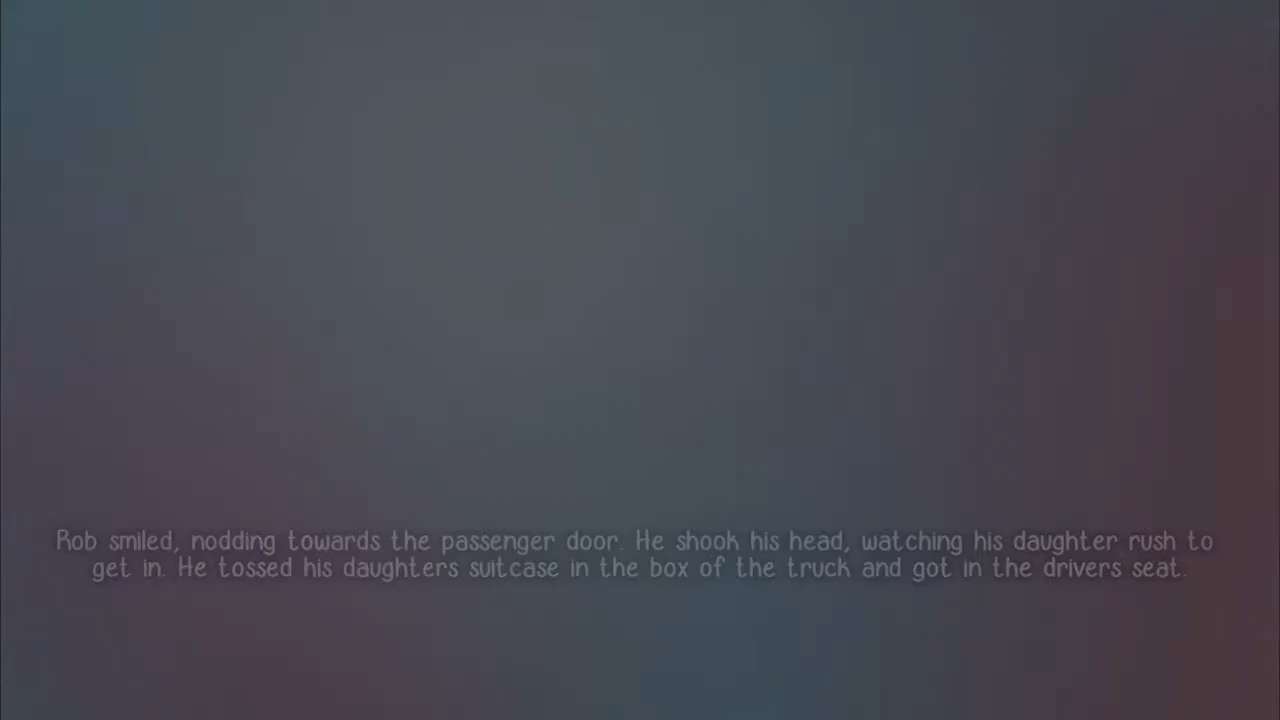 Rob smiled, nodding towards the passenger door. He shook his head, watching his daughter rush to
get in. He tossed his daughters suitcase in the box of the truck and got in the drivers seat.